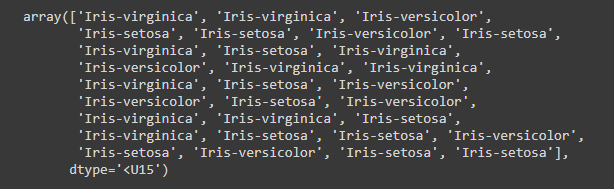 array(['Iris-virginica', 'Iris-virginica', 'Iris-versicolor',
'Iris-setosa', 'Iris-setosa', 'Iris-versicolor', 'Iris-setosa',
'Iris-virginica', 'Iris-setosa', 'Iris-virginica',
'Iris-versicolor', 'Iris-virginica', 'Iris-virginica',
'Iris-virginica', 'Iris-setosa', 'Iris-versicolor',
'Iris-versicolor', 'Iris-setosa', 'Iris-versicolor',
'Iris-virginica', 'Iris-virginica', 'Iris-setosa',
'Iris-virginica', 'Iris-setosa', 'Iris-setosa', 'Iris-versicolor',
'Iris-setosa', 'Iris-versicolor', 'Iris-setosa', 'Iris-setosa'],
dtype='<U15')